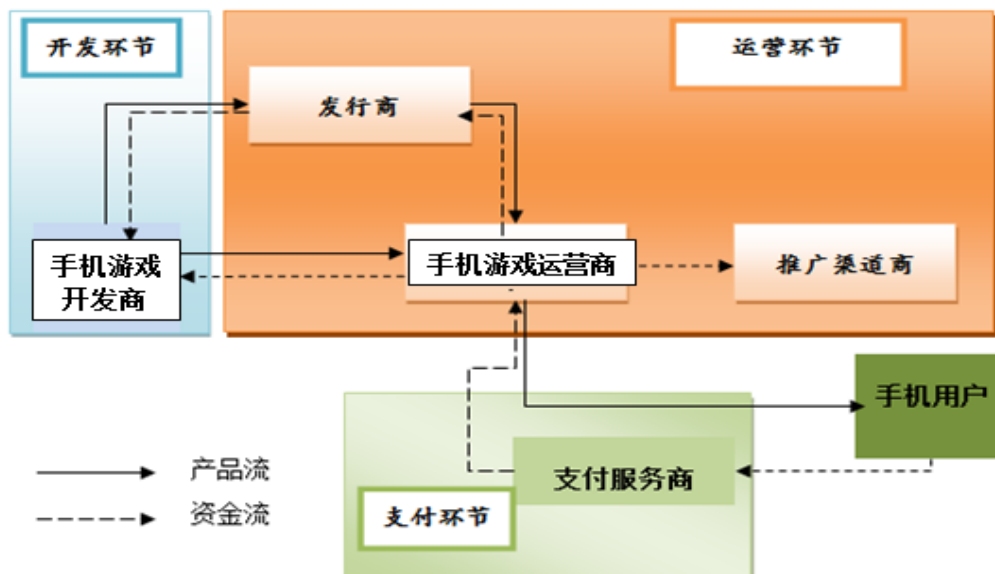 开发环节
运营环节
发行商
手机游戏
开发商
手机游戏运营商
推广渠道商
手机用户
支付服务商
产品流
资金流
支付环节